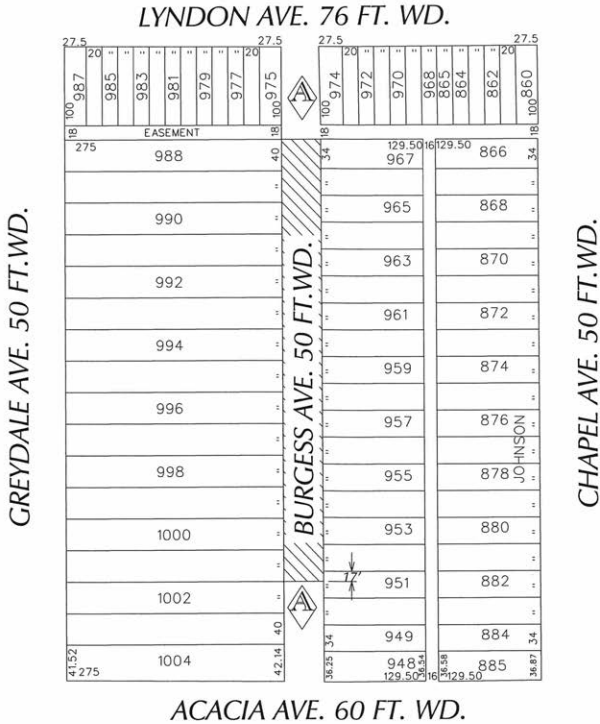 LYNDON AVE. 76 FT. WD.
27.5 27.5 27.5 27.5
987 20 " 985 " 983 " 981 " 979 " 977 20 " 975
974 20 " 972 " 970 " 968 865 864 " 862 20 " 860
100 100 100 100
A
18 EASEMENT 18 18 18
275 988 40
"
990 "
"
992 "
"
994 "
"
996 "
"
998 "
"
1000 "
"
1002 "
40
41.52 275 1004 42.14
GREYDALE AVE. 50 FT.WD.
BURGESS AVE. 50 FT.WD.
17'
A
34 967 129.50 16 129.50 866 34
" "
" 965 868 "
" "
" 963 870 "
" "
" 961 872 "
" "
" 959 874 "
" "
" 957 876 "
JOHNSON
" 955 878 "
" "
" 953 880 "
" "
" 951 882 "
" "
34 949 884 34
36.25 948 36.54 36.58 885 36.87
129.50 16 129.50
CHAPEL AVE. 50 FT.WD.
ACACIA AVE. 60 FT. WD.